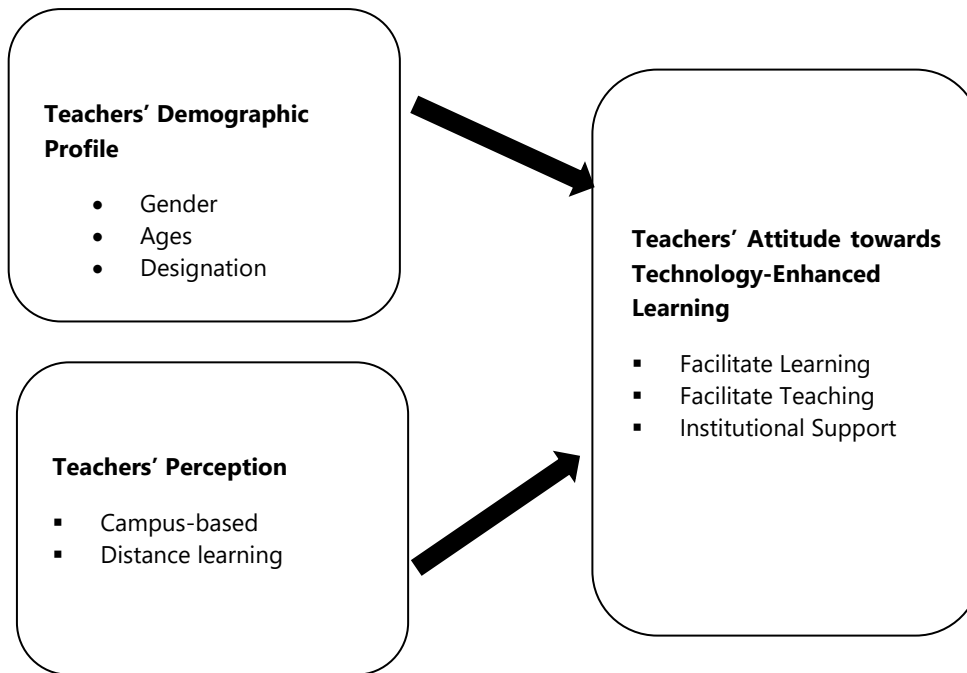 Teachers’ Demographic
Profile
• Gender
• Ages
• Designation
Teachers’ Perception
▪ Campus-based
▪ Distance learning
Teachers’ Attitude towards
Technology-Enhanced
Learning
▪ Facilitate Learning
▪ Facilitate Teaching
▪ Institutional Support